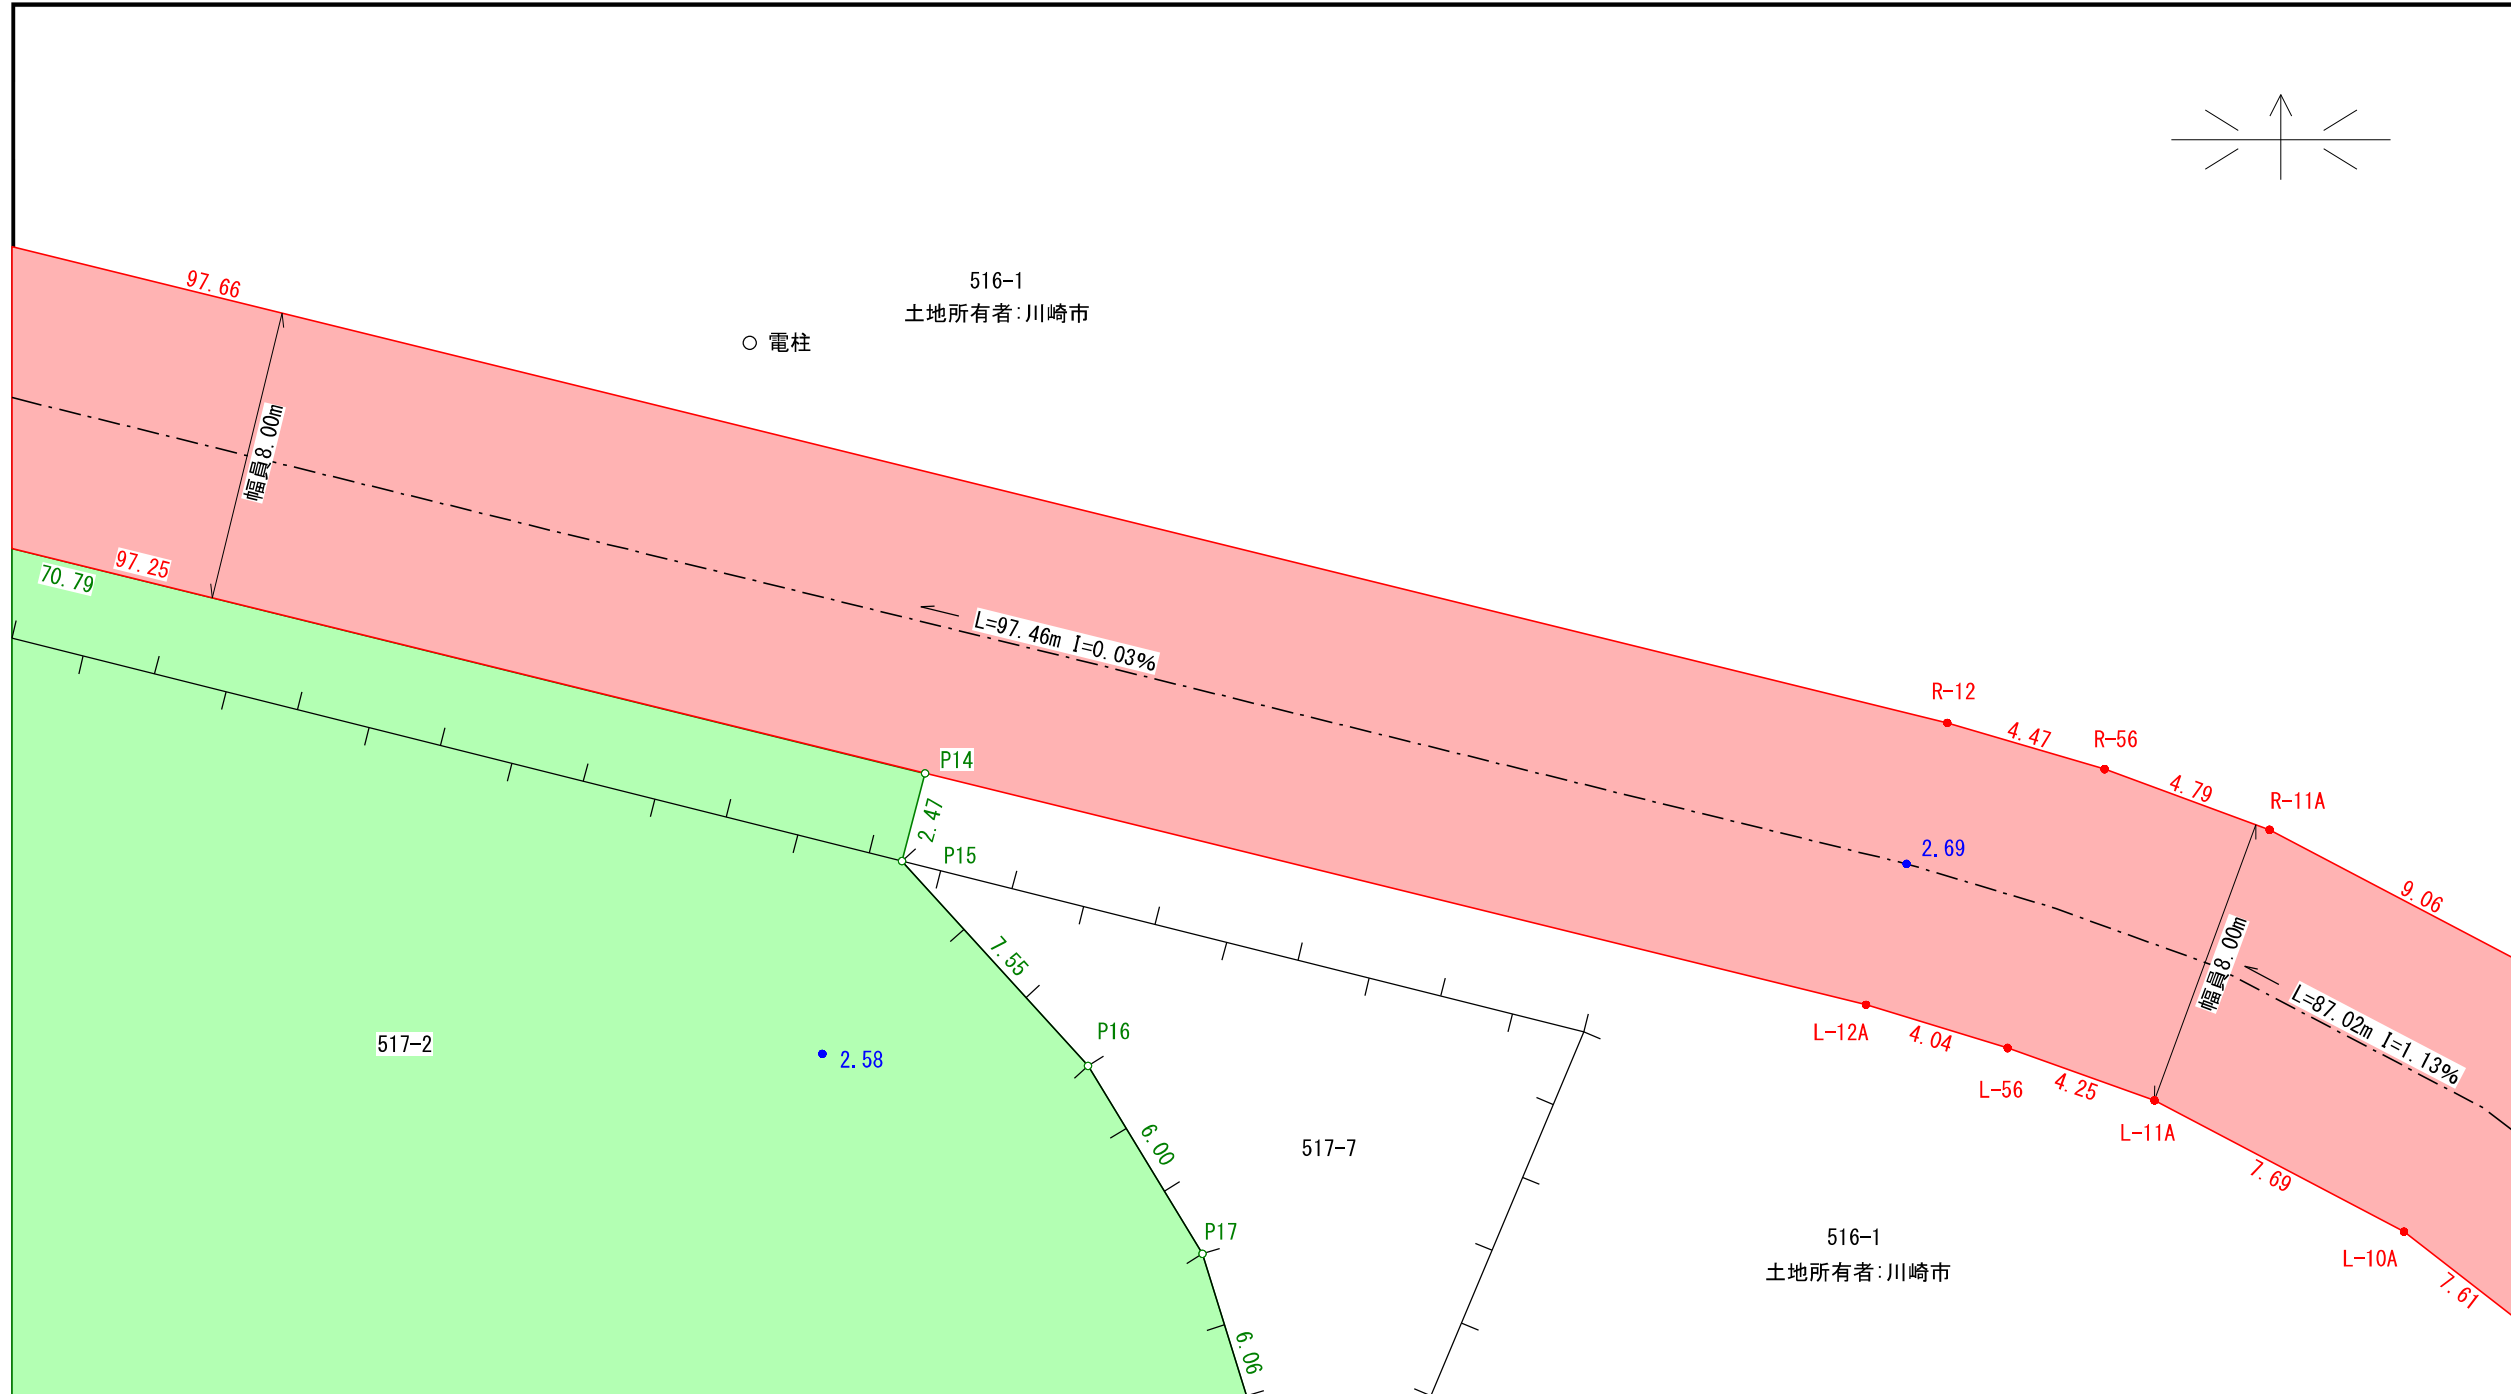 97.66
516-1
土地所有者:川崎市
電柱
幅員8.00m
97.25
70.79
L=97.46m I=0.03%
R-12
4.47
R-56
4.79
R-11A
9.06
P14
2.47
P15
2.69
7.55
幅員8.00m
L=87.02m I=1.13%
P16
L-12A
4.04
L-56
4.25
L-11A
517-2
2.58
6.00
517-7
7.69
P17
516-1
土地所有者:川崎市
L-10A
7.61
6.06